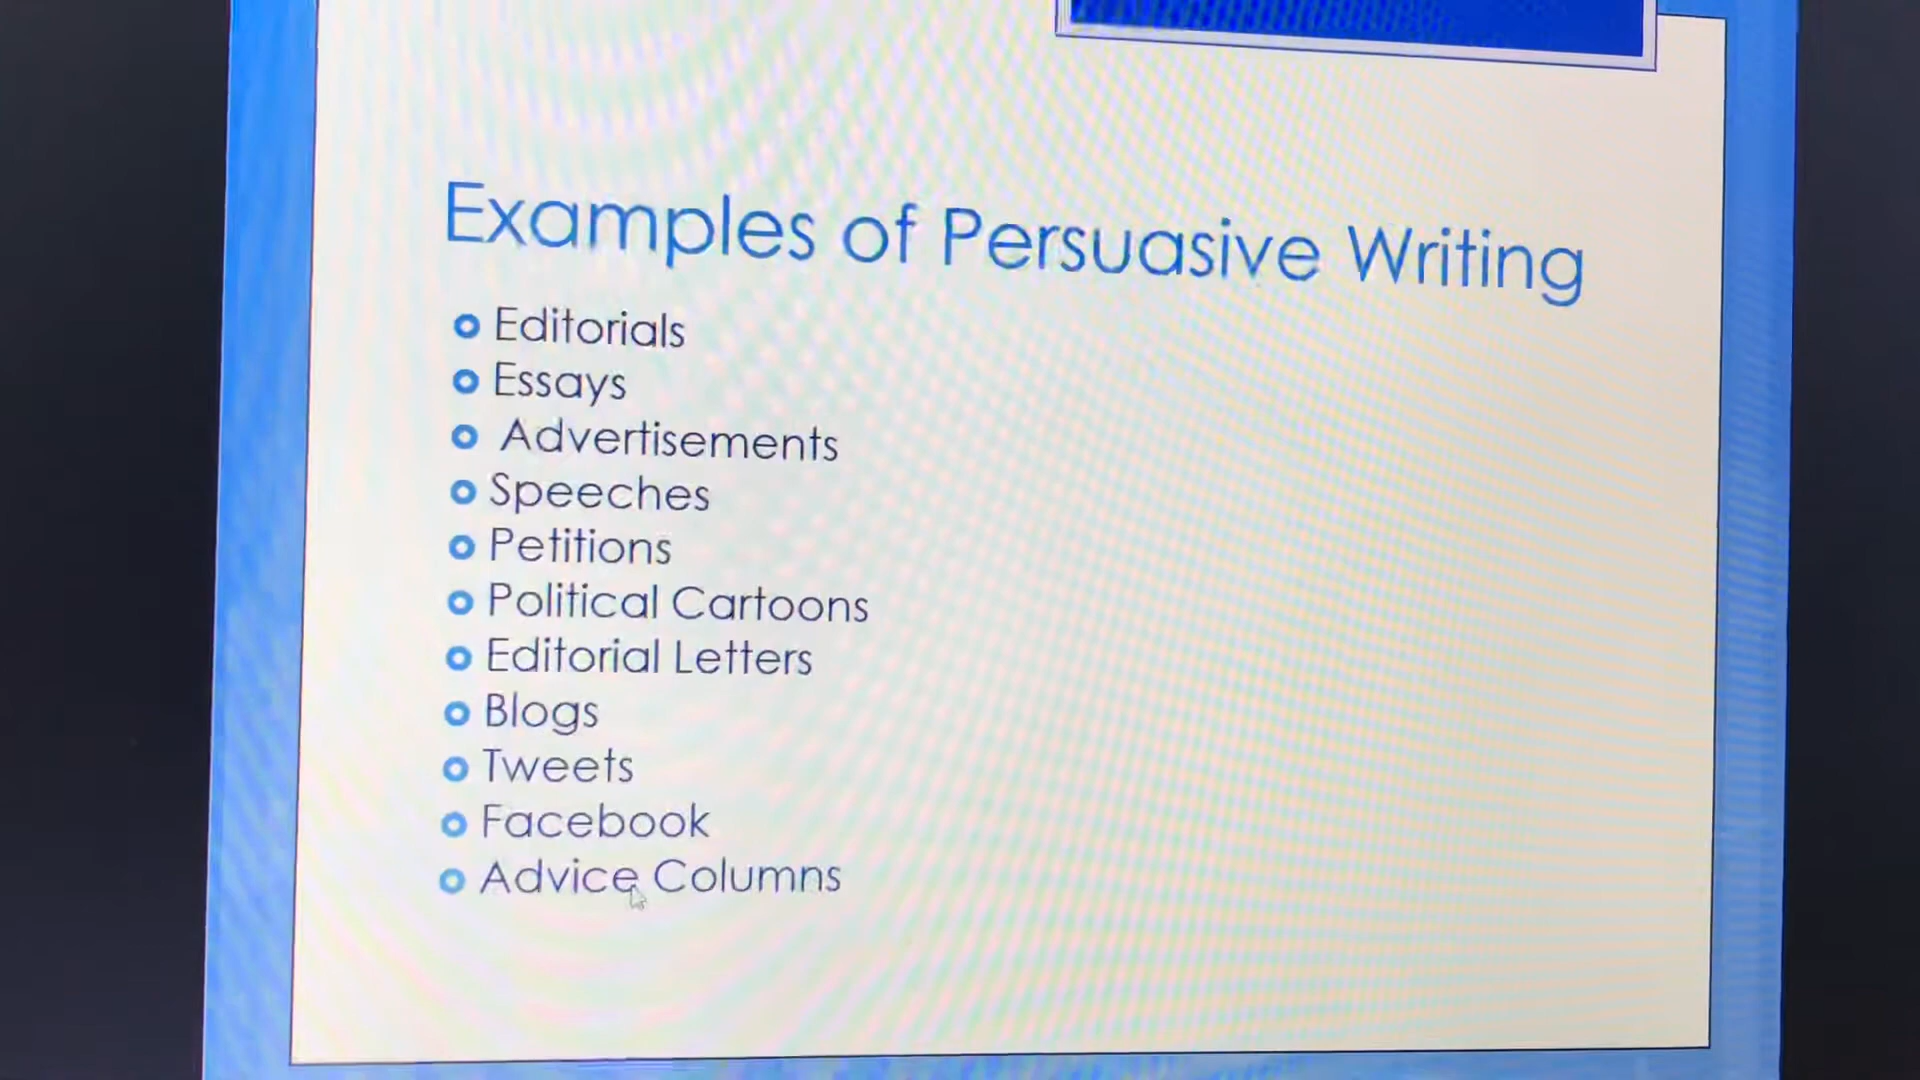 Examples of Persuasive Writing
Editorials
Essays
Advertisements
Speeches
Petitions
Political Cartoons
Editorial Letters
Blogs
Tweets
Facebook
Advice Columns